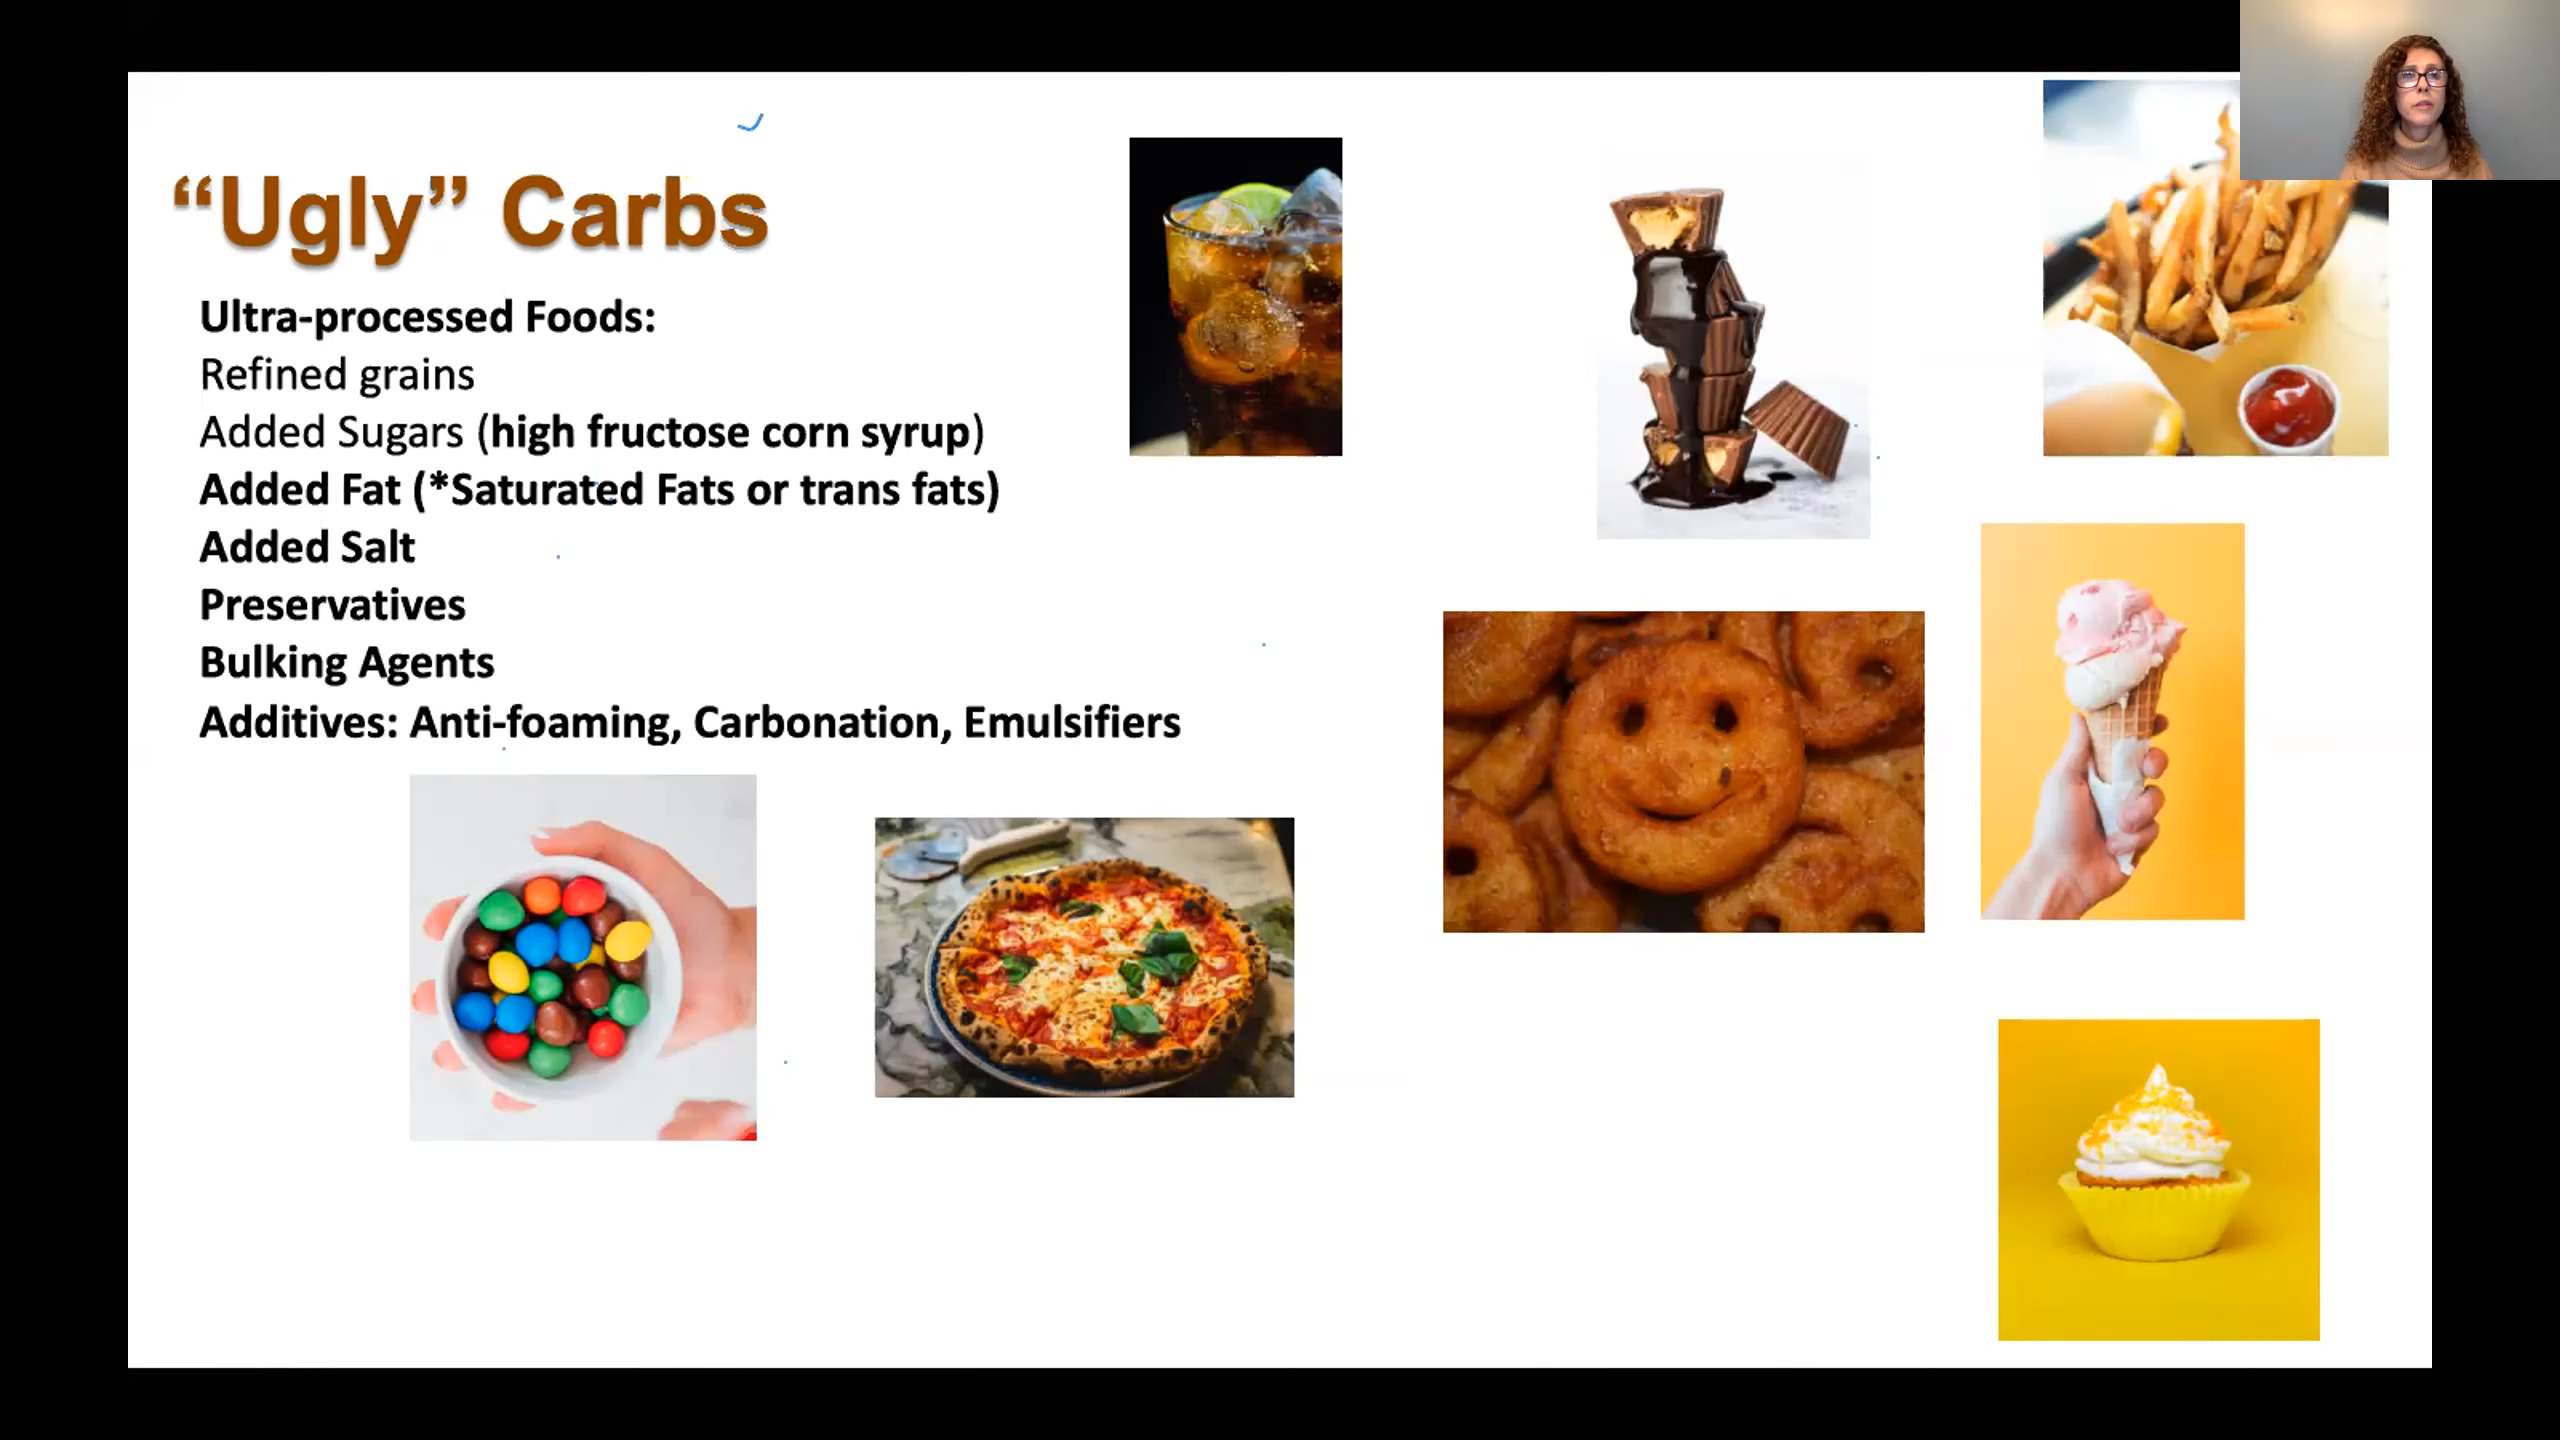 “Ugly” Carbs
Ultra-processed Foods:
Refined grains
Added Sugars (high fructose corn syrup)
Added Fat (*Saturated Fats or trans fats)
Added Salt
Preservatives
Bulking Agents
Additives: Anti-foaming, Carbonation, Emulsifiers